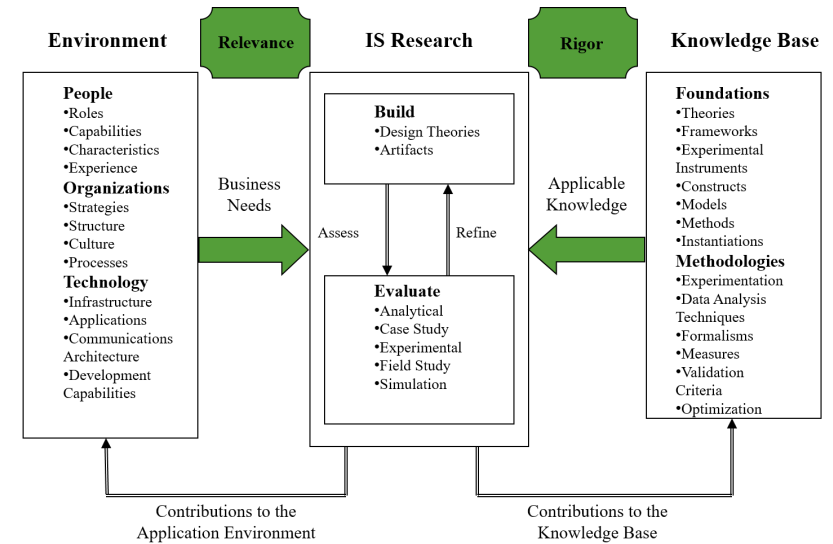 Environment
Relevance
IS Research
Rigor
Knowledge Base
People
•Roles
•Capabilities
•Characteristics
•Experience
Organizations
•Strategies
•Structure
•Culture
•Processes
Technology
•Infrastructure
•Applications
•Communications
Architecture
•Development
Capabilities
Business
Needs
Build
•Design Theories
•Artifacts
Assess
Refine
Evaluate
•Analytical
•Case Study
•Experimental
•Field Study
•Simulation
Applicable
Knowledge
Foundations
•Theories
•Frameworks
•Experimental
Instruments
•Constructs
•Models
•Methods
•Instantiations
Methodologies
•Experimentation
•Data Analysis
Techniques
•Formalisms
•Measures
•Validation
Criteria
•Optimization
Contributions to the
Application Environment
Contributions to the
Knowledge Base